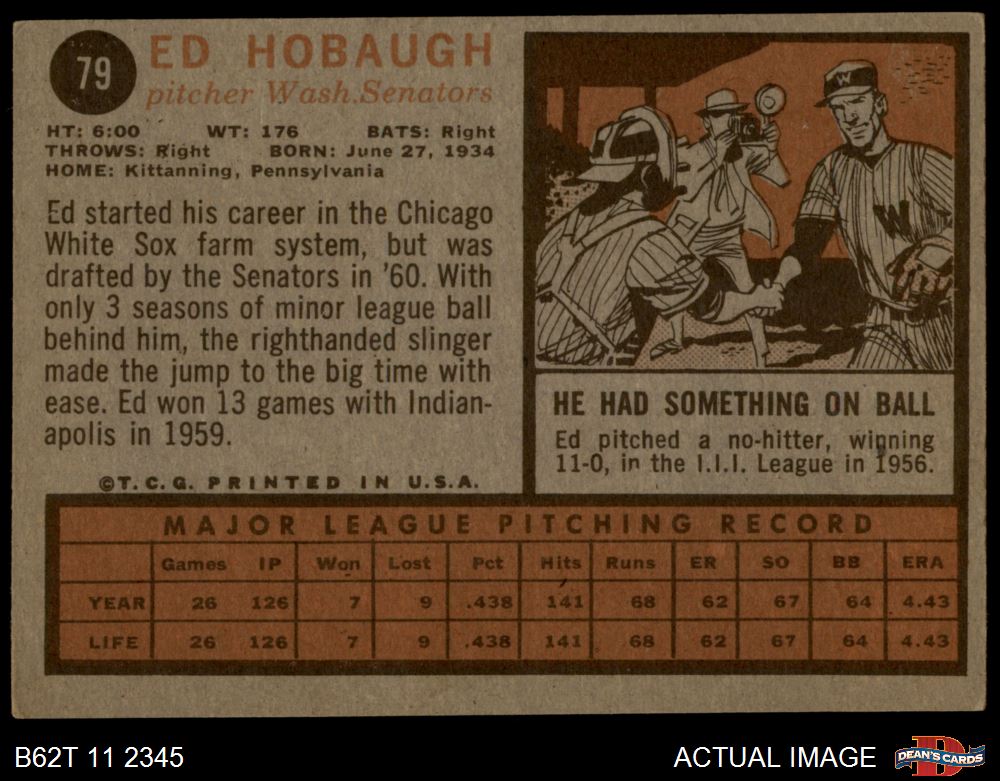 79
ED HOBAUGH
pitcher Wash.Senators
HT: 6:00 WT: 176 BATS: Right
THROWS: Right BORN: June 27, 1934
HOME: Kittanning, Pennsylvania
Ed started his career in the Chicago
White Sox farm system, but was
drafted by the Senators in '60. With
only 3 seasons of minor league ball
behind him, the righthanded slinger
made the jump to the big time with
ease. Ed won 13 games with Indian-
apolis in 1959.
©T.C.G. PRINTED IN U.S.A.
W
W
HE HAD SOMETHING ON BALL
Ed pitched a no-hitter, winning
11-0, in the I.I.I. League in 1956.
MAJOR LEAGUE PITCHING RECORD
Games IP Won Lost Pct Hits Runs ER SO BB ERA
YEAR 26 126 7 9 .438 141 68 62 67 64 4.43
LIFE 26 126 7 9 .438 141 68 62 67 64 4.43
B62T 11 2345
ACTUAL IMAGE
D
DEAN'S CARDS